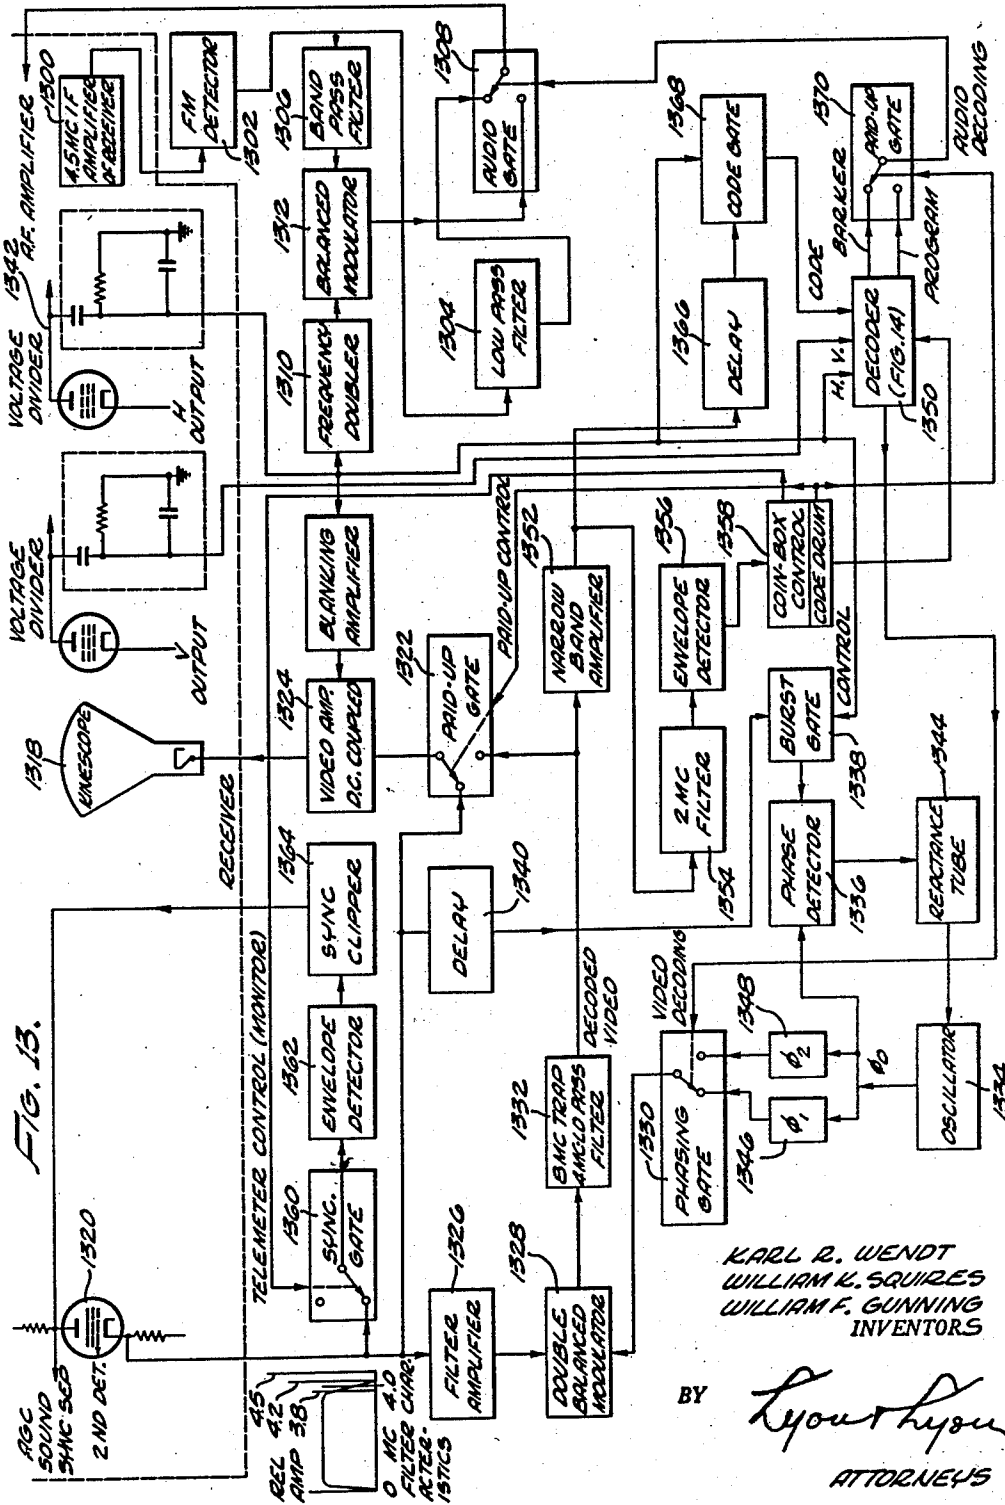 FIG. 13.
AGC
SOUND
SYNC SEP
2ND DET.
1320
1318
KINESCOPE
V
OUTPUT
VOLTAGE
DIVIDER
H
OUTPUT
VOLTAGE
DIVIDER
1342
A.F. AMPLIFIER
4.5MC IF
AMPLIFIER
OF RECEIVER
1300
RECEIVER
TELEMETER CONTROL (MONITOR)
FM
DETECTOR
1302
REL
AMP
4.5
4.2
3.8
0 MC 4.0
FILTER CHAR-
ACTER-
ISTICS
1360
SYNC.
GATE
1362
ENVELOPE
DETECTOR
1364
SYNC
CLIPPER
1324
VIDEO AMP.
D.C. COUPLED
BLANKING
AMPLIFIER
1310
FREQUENCY
DOUBLER
1312
BALANCED
MODULATOR
1306
BAND
PASS
FILTER
1326
FILTER
AMPLIFIER
DELAY
1340
1322
PAID-UP
GATE
PAID-UP CONTROL
1304
LOW PASS
FILTER
AUDIO
GATE
1308
1328
DOUBLE
BALANCED
MODULATOR
1332
8MC TRAP
4MC-LO PASS
FILTER
DECODED
VIDEO
1352
NARROW
BAND
AMPLIFIER
1330
PHASING
GATE
VIDEO
DECODING
2 MC
FILTER
1354
ENVELOPE
DETECTOR
1356
1366
DELAY
CODE GATE
1368
1346
φ1
φ2
1348
φ0
PHASE
DETECTOR
1336
BURST
GATE
1338
CONTROL
1358
COIN-BOX
CONTROL
CODE DRUM
H.
V.
CODE
DECODER
(FIG.14)
1350
BARKER
PROGRAM
PAID-UP
GATE
1370
AUDIO
DECODING
OSCILLATOR
1334
REACTANCE
TUBE
1344
KARL R. WENDT
WILLIAM K. SQUIRES
WILLIAM F. GUNNING
INVENTORS
BY Lyon & Lyon
ATTORNEYS